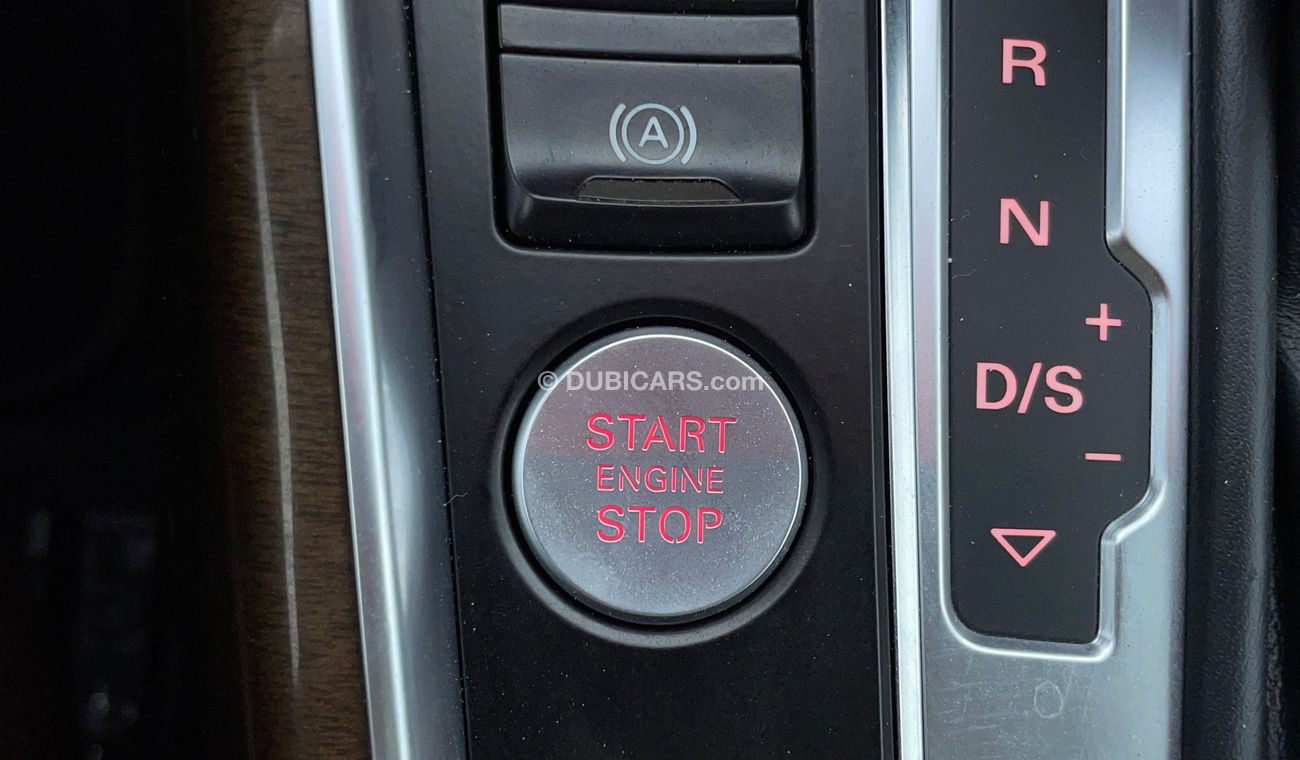 A
R
N
+
D/S
−
© DUBICARS.com
START
ENGINE
STOP